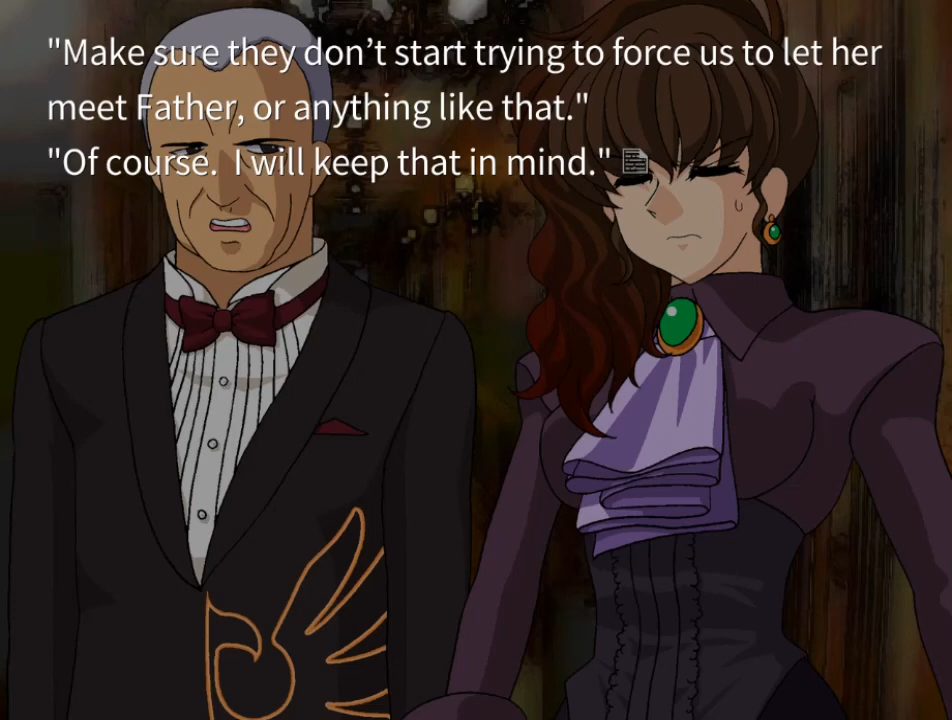 "Make sure they don’t start trying to force us to let her
meet Father, or anything like that."
"Of course.  I will keep that in mind."